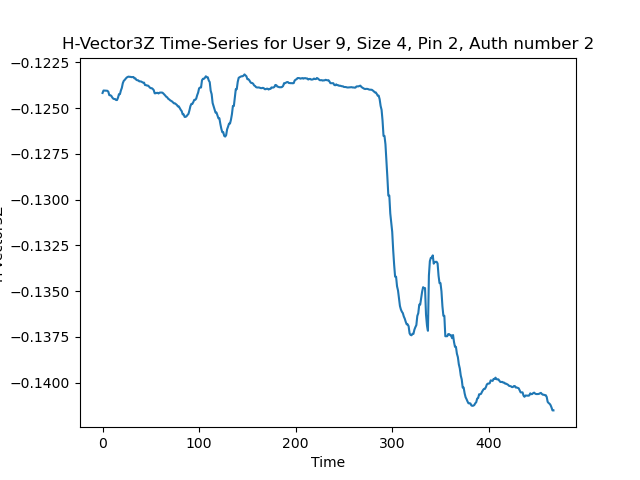 H-Vector3Z Time-Series for User 9, Size 4, Pin 2, Auth number 2
−0.1225
−0.1250
−0.1275
−0.1300
−0.1325
−0.1350
−0.1375
−0.1400
0 100 200 300 400
Time